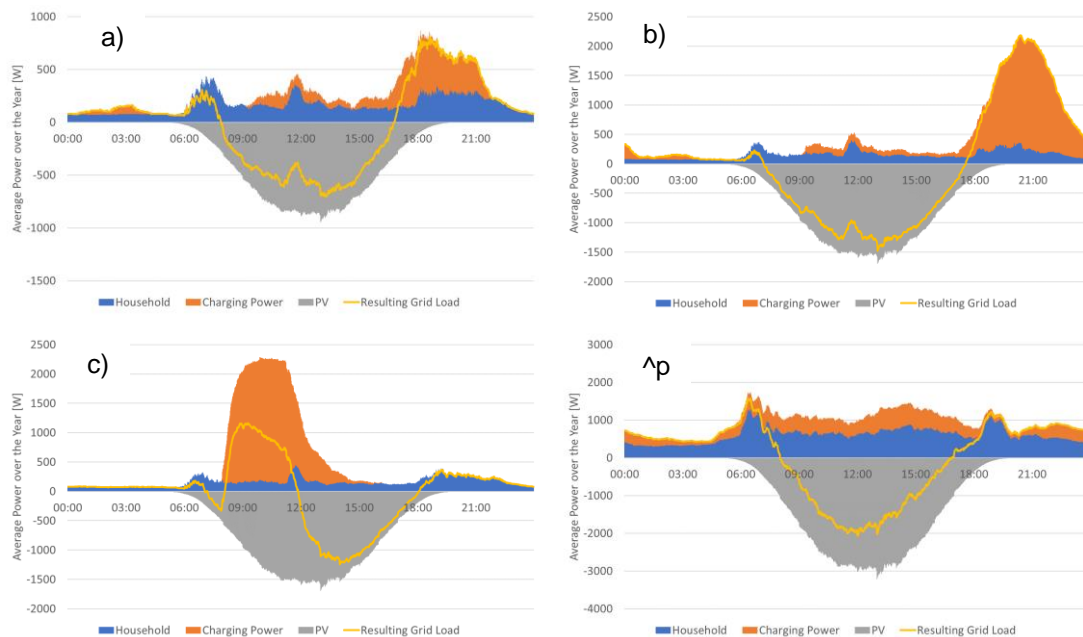 a)
Average Power over the Year [W]
1000
500
0
-500
-1000
-1500
00:00 03:00 06:00 09:00 12:00 15:00 18:00 21:00
Household Charging Power PV Resulting Grid Load
b)
Average Power over the Year [W]
2500
2000
1500
1000
500
0
-500
-1000
-1500
-2000
00:00 03:00 06:00 09:00 12:00 15:00 18:00 21:00
Household Charging Power PV Resulting Grid Load
c)
Average Power over the Year [W]
2500
2000
1500
1000
500
0
-500
-1000
-1500
-2000
00:00 03:00 06:00 09:00 12:00 15:00 18:00 21:00
Household Charging Power PV Resulting Grid Load
^p
Average Power over the Year [W]
3000
2000
1000
0
-1000
-2000
-3000
-4000
00:00 03:00 06:00 09:00 12:00 15:00 18:00 21:00
Household Charging Power PV Resulting Grid Load